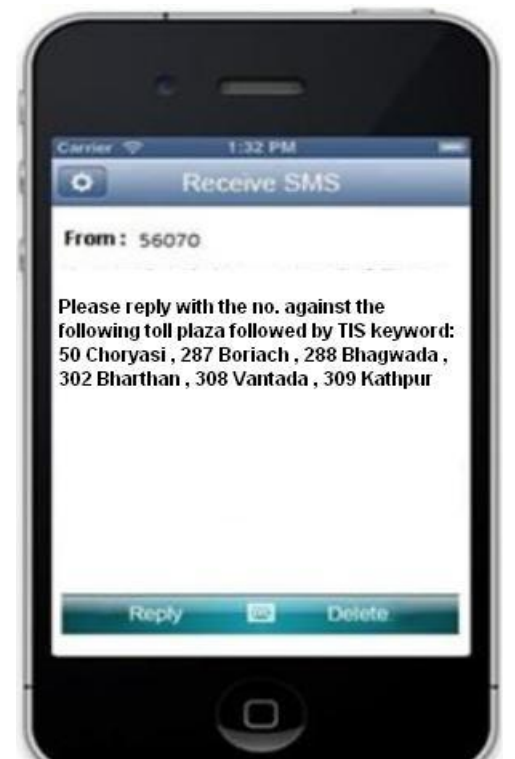 Carrier 1:32 PM
Receive SMS
From : 56070
Please reply with the no. against the
following toll plaza followed by TIS keyword:
50 Choryasi , 287 Boriach , 288 Bhagwada ,
302 Bharthan , 308 Vantada , 309 Kathpur
Reply Delete